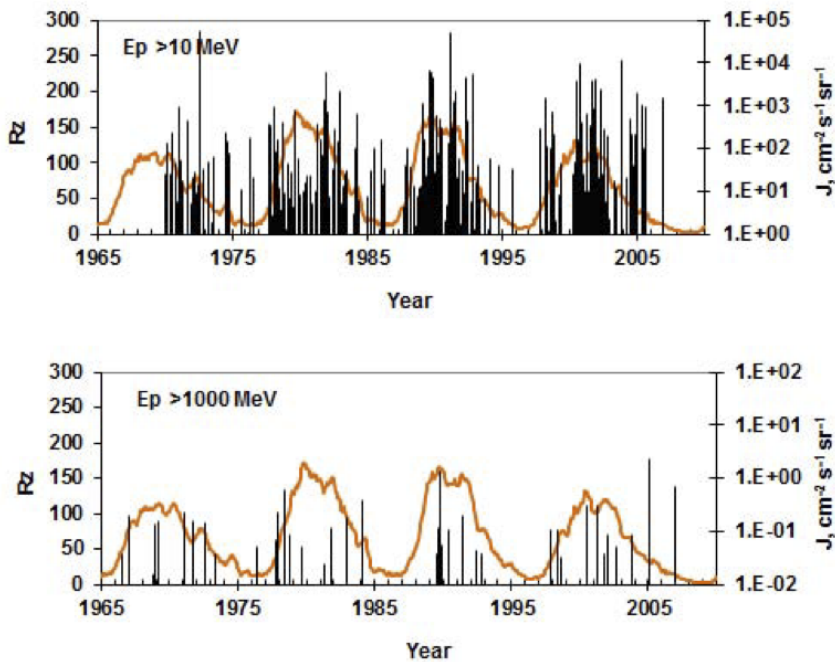 Ep >10 MeV
300
250
200
150
100
50
0
Rz
1.E+05
1.E+04
1.E+03
1.E+02
1.E+01
1.E+00
J, cm⁻² s⁻¹ sr⁻¹
1965 1975 1985 1995 2005
Year
Ep >1000 MeV
300
250
200
150
100
50
0
Rz
1.E+02
1.E+01
1.E+00
1.E-01
1.E-02
J, cm⁻² s⁻¹ sr⁻¹
1965 1975 1985 1995 2005
Year